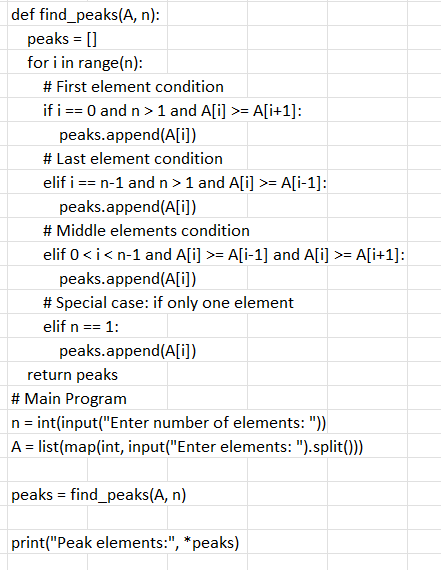 def find_peaks(A, n):
    peaks = []
    for i in range(n):
        # First element condition
        if i == 0 and n > 1 and A[i] >= A[i+1]:
            peaks.append(A[i])
        # Last element condition
        elif i == n-1 and n > 1 and A[i] >= A[i-1]:
            peaks.append(A[i])
        # Middle elements condition
        elif 0 < i < n-1 and A[i] >= A[i-1] and A[i] >= A[i+1]:
            peaks.append(A[i])
        # Special case: if only one element
        elif n == 1:
            peaks.append(A[i])
    return peaks
# Main Program
n = int(input("Enter number of elements: "))
A = list(map(int, input("Enter elements: ").split()))
peaks = find_peaks(A, n)
print("Peak elements:", *peaks)